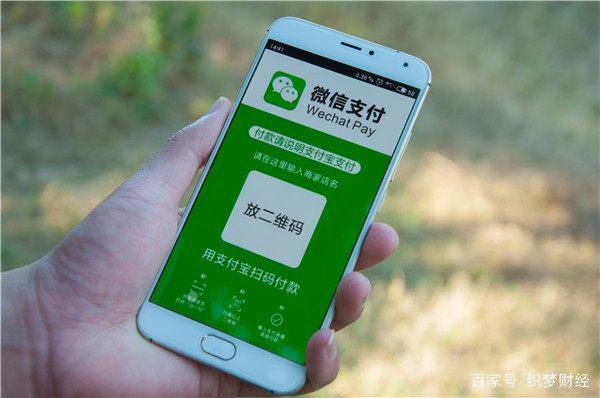 14:41
微信支付
Wechat Pay
付款请说明支付宝支付
请在这里输入商家店名
放二维码
用支付宝扫码付款
百家号/织梦财经